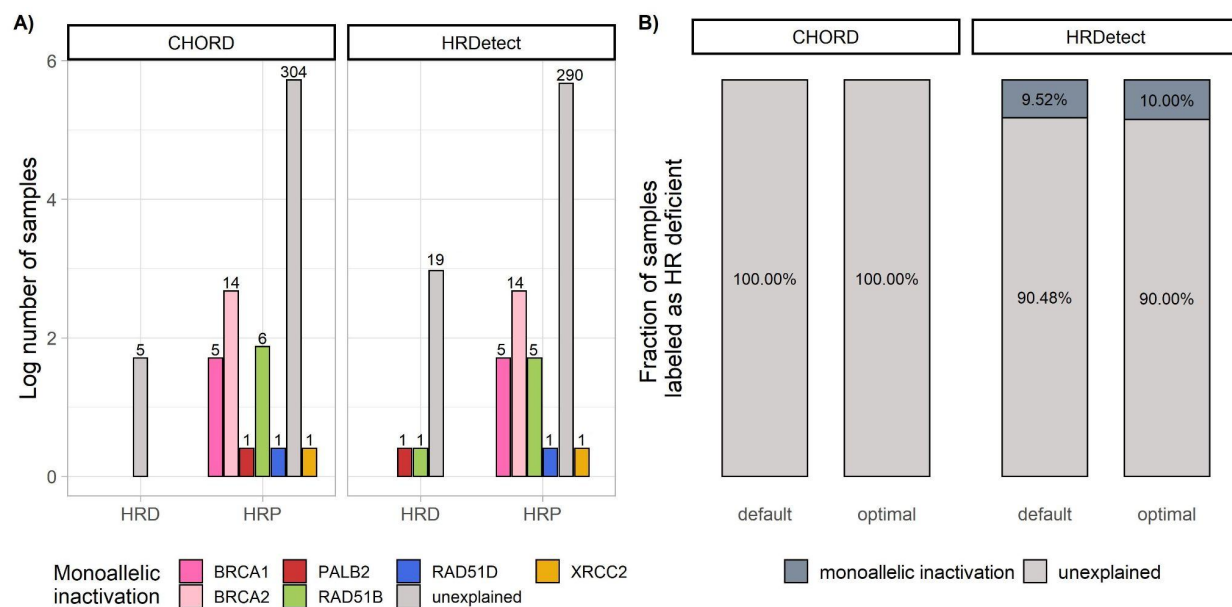 A)
CHORD
HRDetect
Log number of samples
6
4
2
0
5
5
14
1
6
1
304
1
1
1
19
5
14
5
1
290
1
HRD
HRP
HRD
HRP
Monoallelic
inactivation
BRCA1
BRCA2
PALB2
RAD51B
RAD51D
unexplained
XRCC2
B)
CHORD
HRDetect
Fraction of samples
labeled as HR deficient
100.00%
100.00%
9.52%
90.48%
10.00%
90.00%
default
optimal
default
optimal
monoallelic inactivation
unexplained